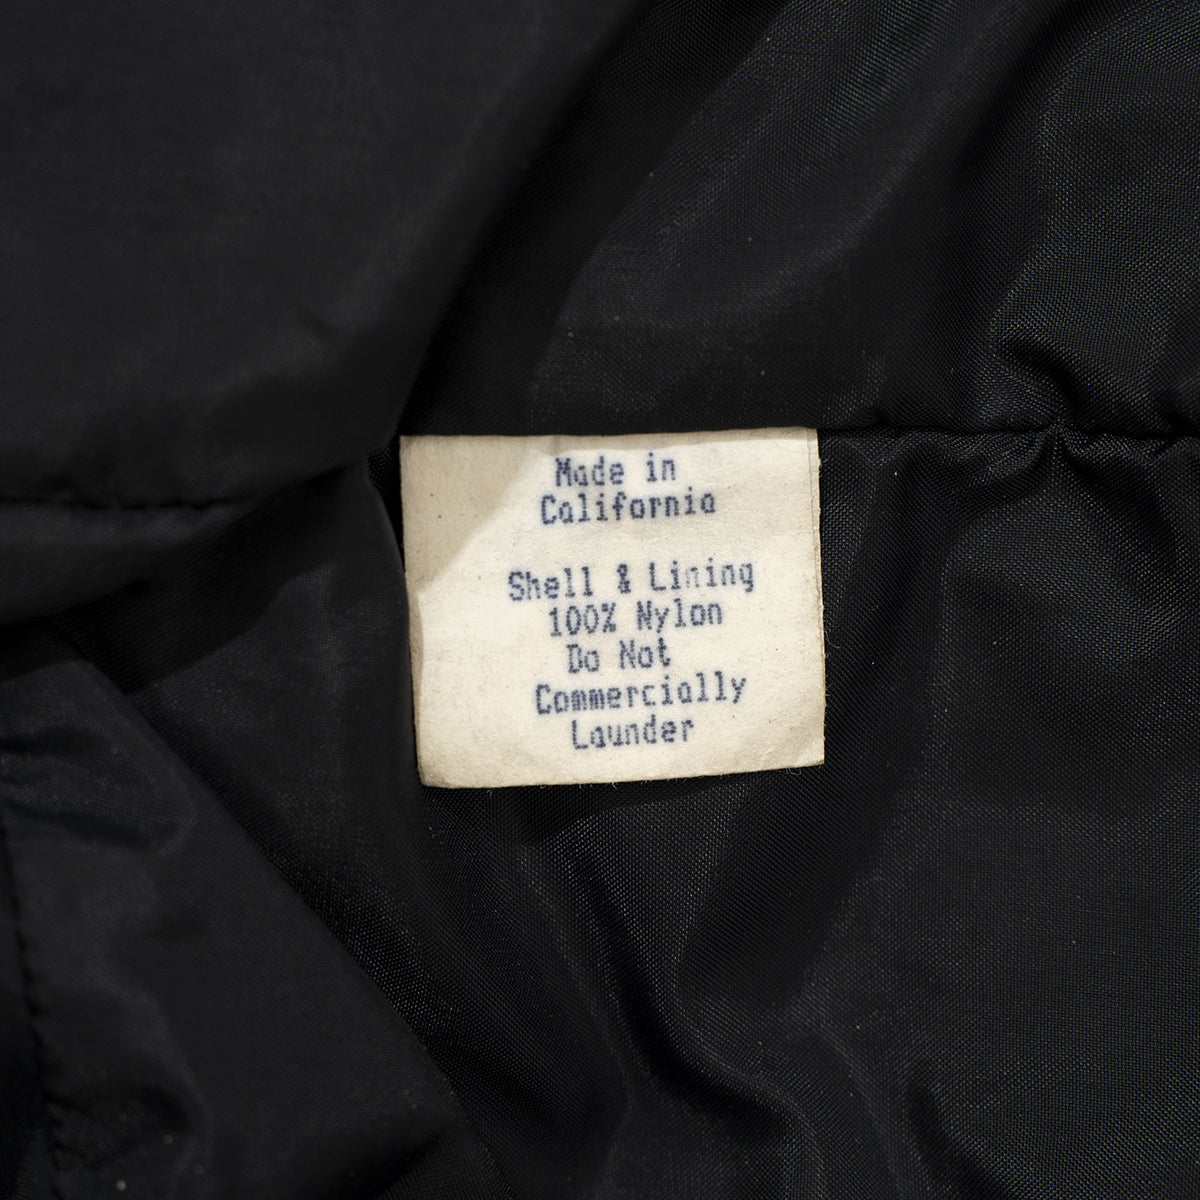 Made in
California
Shell & Lining
100% Nylon
Do Not
Commercially
Launder